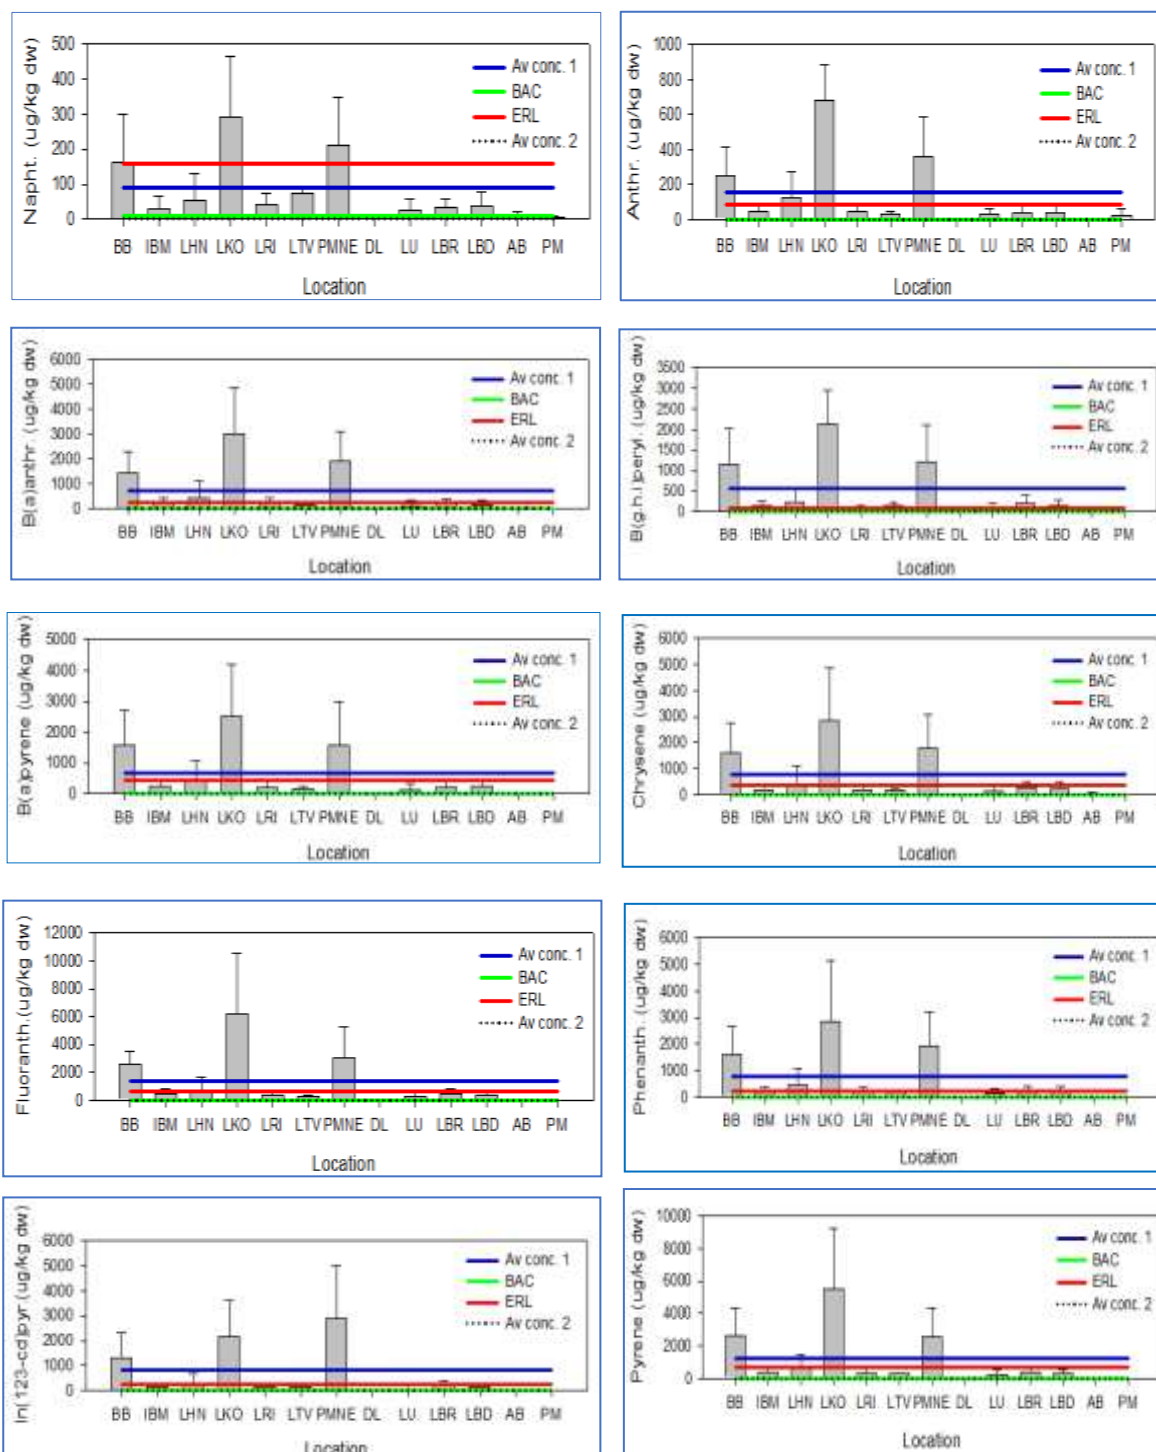 Napht. (ug/kg dw)
500
400
300
200
100
0
Av conc. 1
BAC
ERL
Av conc. 2
BB IBM LHN LKO LRI LTV PMNE DL LU LBR LBD AB PM
Location
Anthr. (ug/kg dw)
1000
800
600
400
200
0
Av conc. 1
BAC
ERL
Av conc. 2
BB IBM LHN LKO LRI LTV PMNE DL LU LBR LBD AB PM
Location
B(a)anthr. (ug/kg dw)
6000
5000
4000
3000
2000
1000
0
Av conc. 1
BAC
ERL
Av conc. 2
BB IBM LHN LKO LRI LTV PMNE DL LU LBR LBD AB PM
Location
B(g.h.i)peryl. (ug/kg dw)
3500
3000
2500
2000
1500
1000
500
0
Av conc. 1
BAC
ERL
Av conc. 2
BB IBM LHN LKO LRI LTV PMNE DL LU LBR LBD AB PM
Location
B(a)pyrene (ug/kg dw)
5000
4000
3000
2000
1000
0
Av conc. 1
BAC
ERL
Av conc. 2
BB IBM LHN LKO LRI LTV PMNE DL LU LBR LBD AB PM
Location
Chrysene (ug/kg dw)
6000
5000
4000
3000
2000
1000
0
Av conc. 1
BAC
ERL
Av conc. 2
BB IBM LHN LKO LRI LTV PMNE DL LU LBR LBD AB PM
Location
Fluoranth.(ug/kg dw)
12000
10000
8000
6000
4000
2000
0
Av conc. 1
BAC
ERL
Av conc. 2
BB IBM LHN LKO LRI LTV PMNE DL LU LBR LBD AB PM
Location
Phenanth. (ug/kg dw)
6000
5000
4000
3000
2000
1000
0
Av conc. 1
BAC
ERL
Av conc. 2
BB IBM LHN LKO LRI LTV PMNE DL LU LBR LBD AB PM
Location
In(123-cd)pyr (ug/kg dw)
6000
5000
4000
3000
2000
1000
0
Av conc. 1
BAC
ERL
Av conc. 2
BB IBM LHN LKO LRI LTV PMNE DL LU LBR LBD AB PM
Location
Pyrene (ug/kg dw)
10000
8000
6000
4000
2000
0
Av conc. 1
BAC
ERL
Av conc. 2
BB IBM LHN LKO LRI LTV PMNE DL LU LBR LBD AB PM
Location